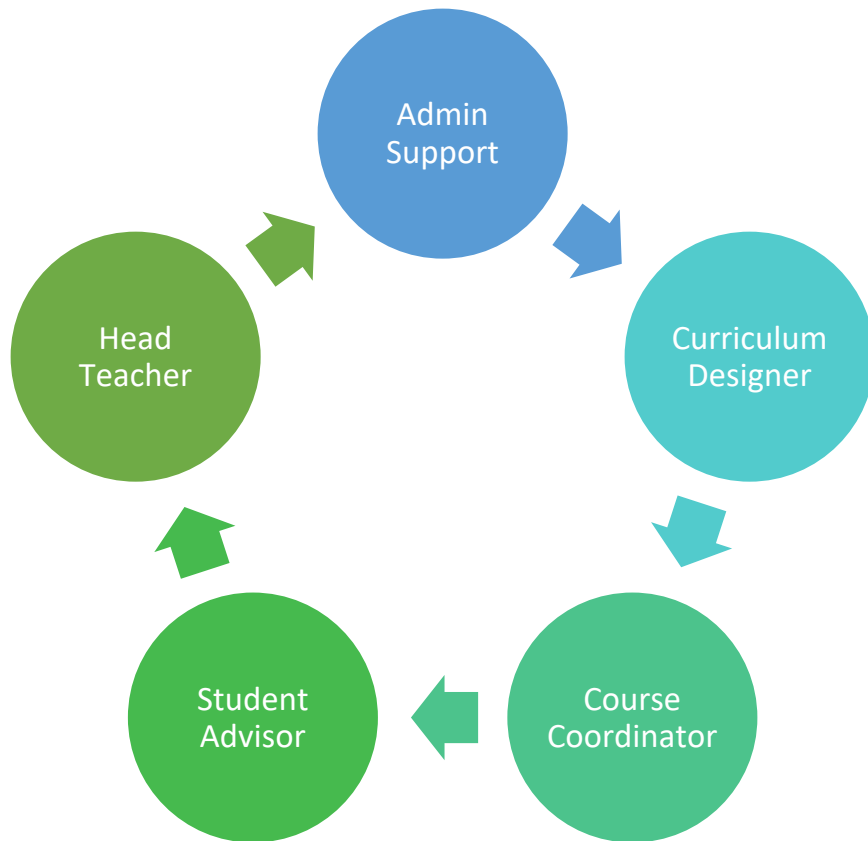 Admin
Support
Curriculum
Designer
Course
Coordinator
Student
Advisor
Head
Teacher